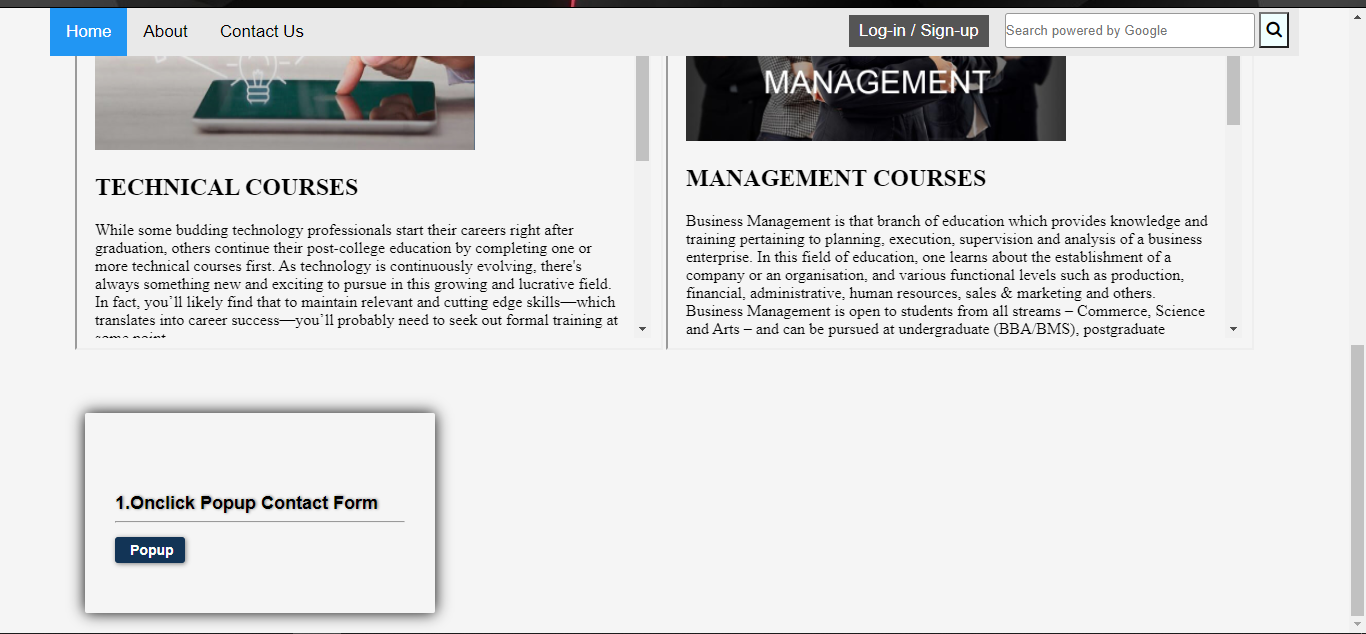 Home About Contact Us Log-in / Sign-up Search powered by Google
MANAGEMENT
TECHNICAL COURSES
While some budding technology professionals start their careers right after
graduation, others continue their post-college education by completing one or
more technical courses first. As technology is continuously evolving, there's
always something new and exciting to pursue in this growing and lucrative field.
In fact, you’ll likely find that to maintain relevant and cutting edge skills—which
translates into career success—you’ll probably need to seek out formal training at
some point
MANAGEMENT COURSES
Business Management is that branch of education which provides knowledge and
training pertaining to planning, execution, supervision and analysis of a business
enterprise. In this field of education, one learns about the establishment of a
company or an organisation, and various functional levels such as production,
financial, administrative, human resources, sales & marketing and others.
Business Management is open to students from all streams – Commerce, Science
and Arts – and can be pursued at undergraduate (BBA/BMS), postgraduate
1.Onclick Popup Contact Form
Popup